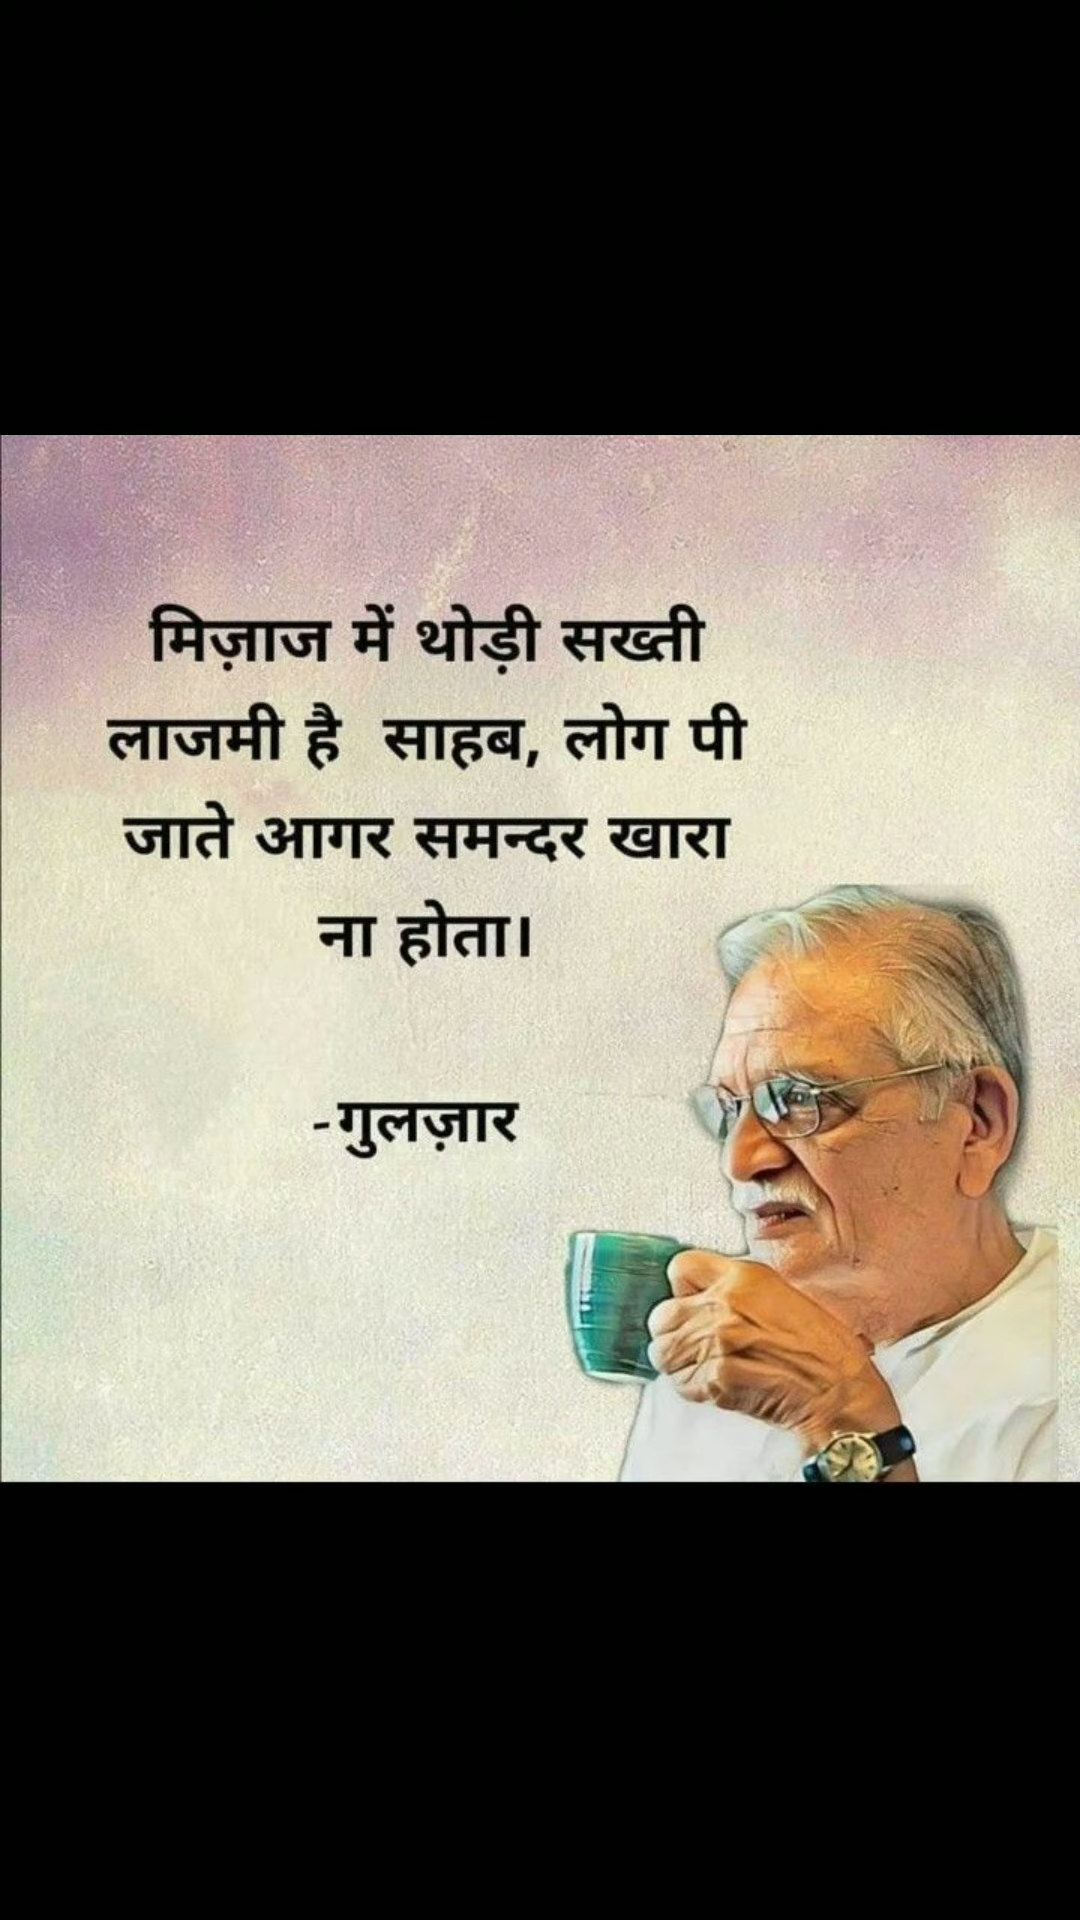 मिज़ाज में थोड़ी सख्ती
लाजमी है साहब, लोग पी
जाते आगर समन्दर खारा
ना होता।
-गुलज़ार